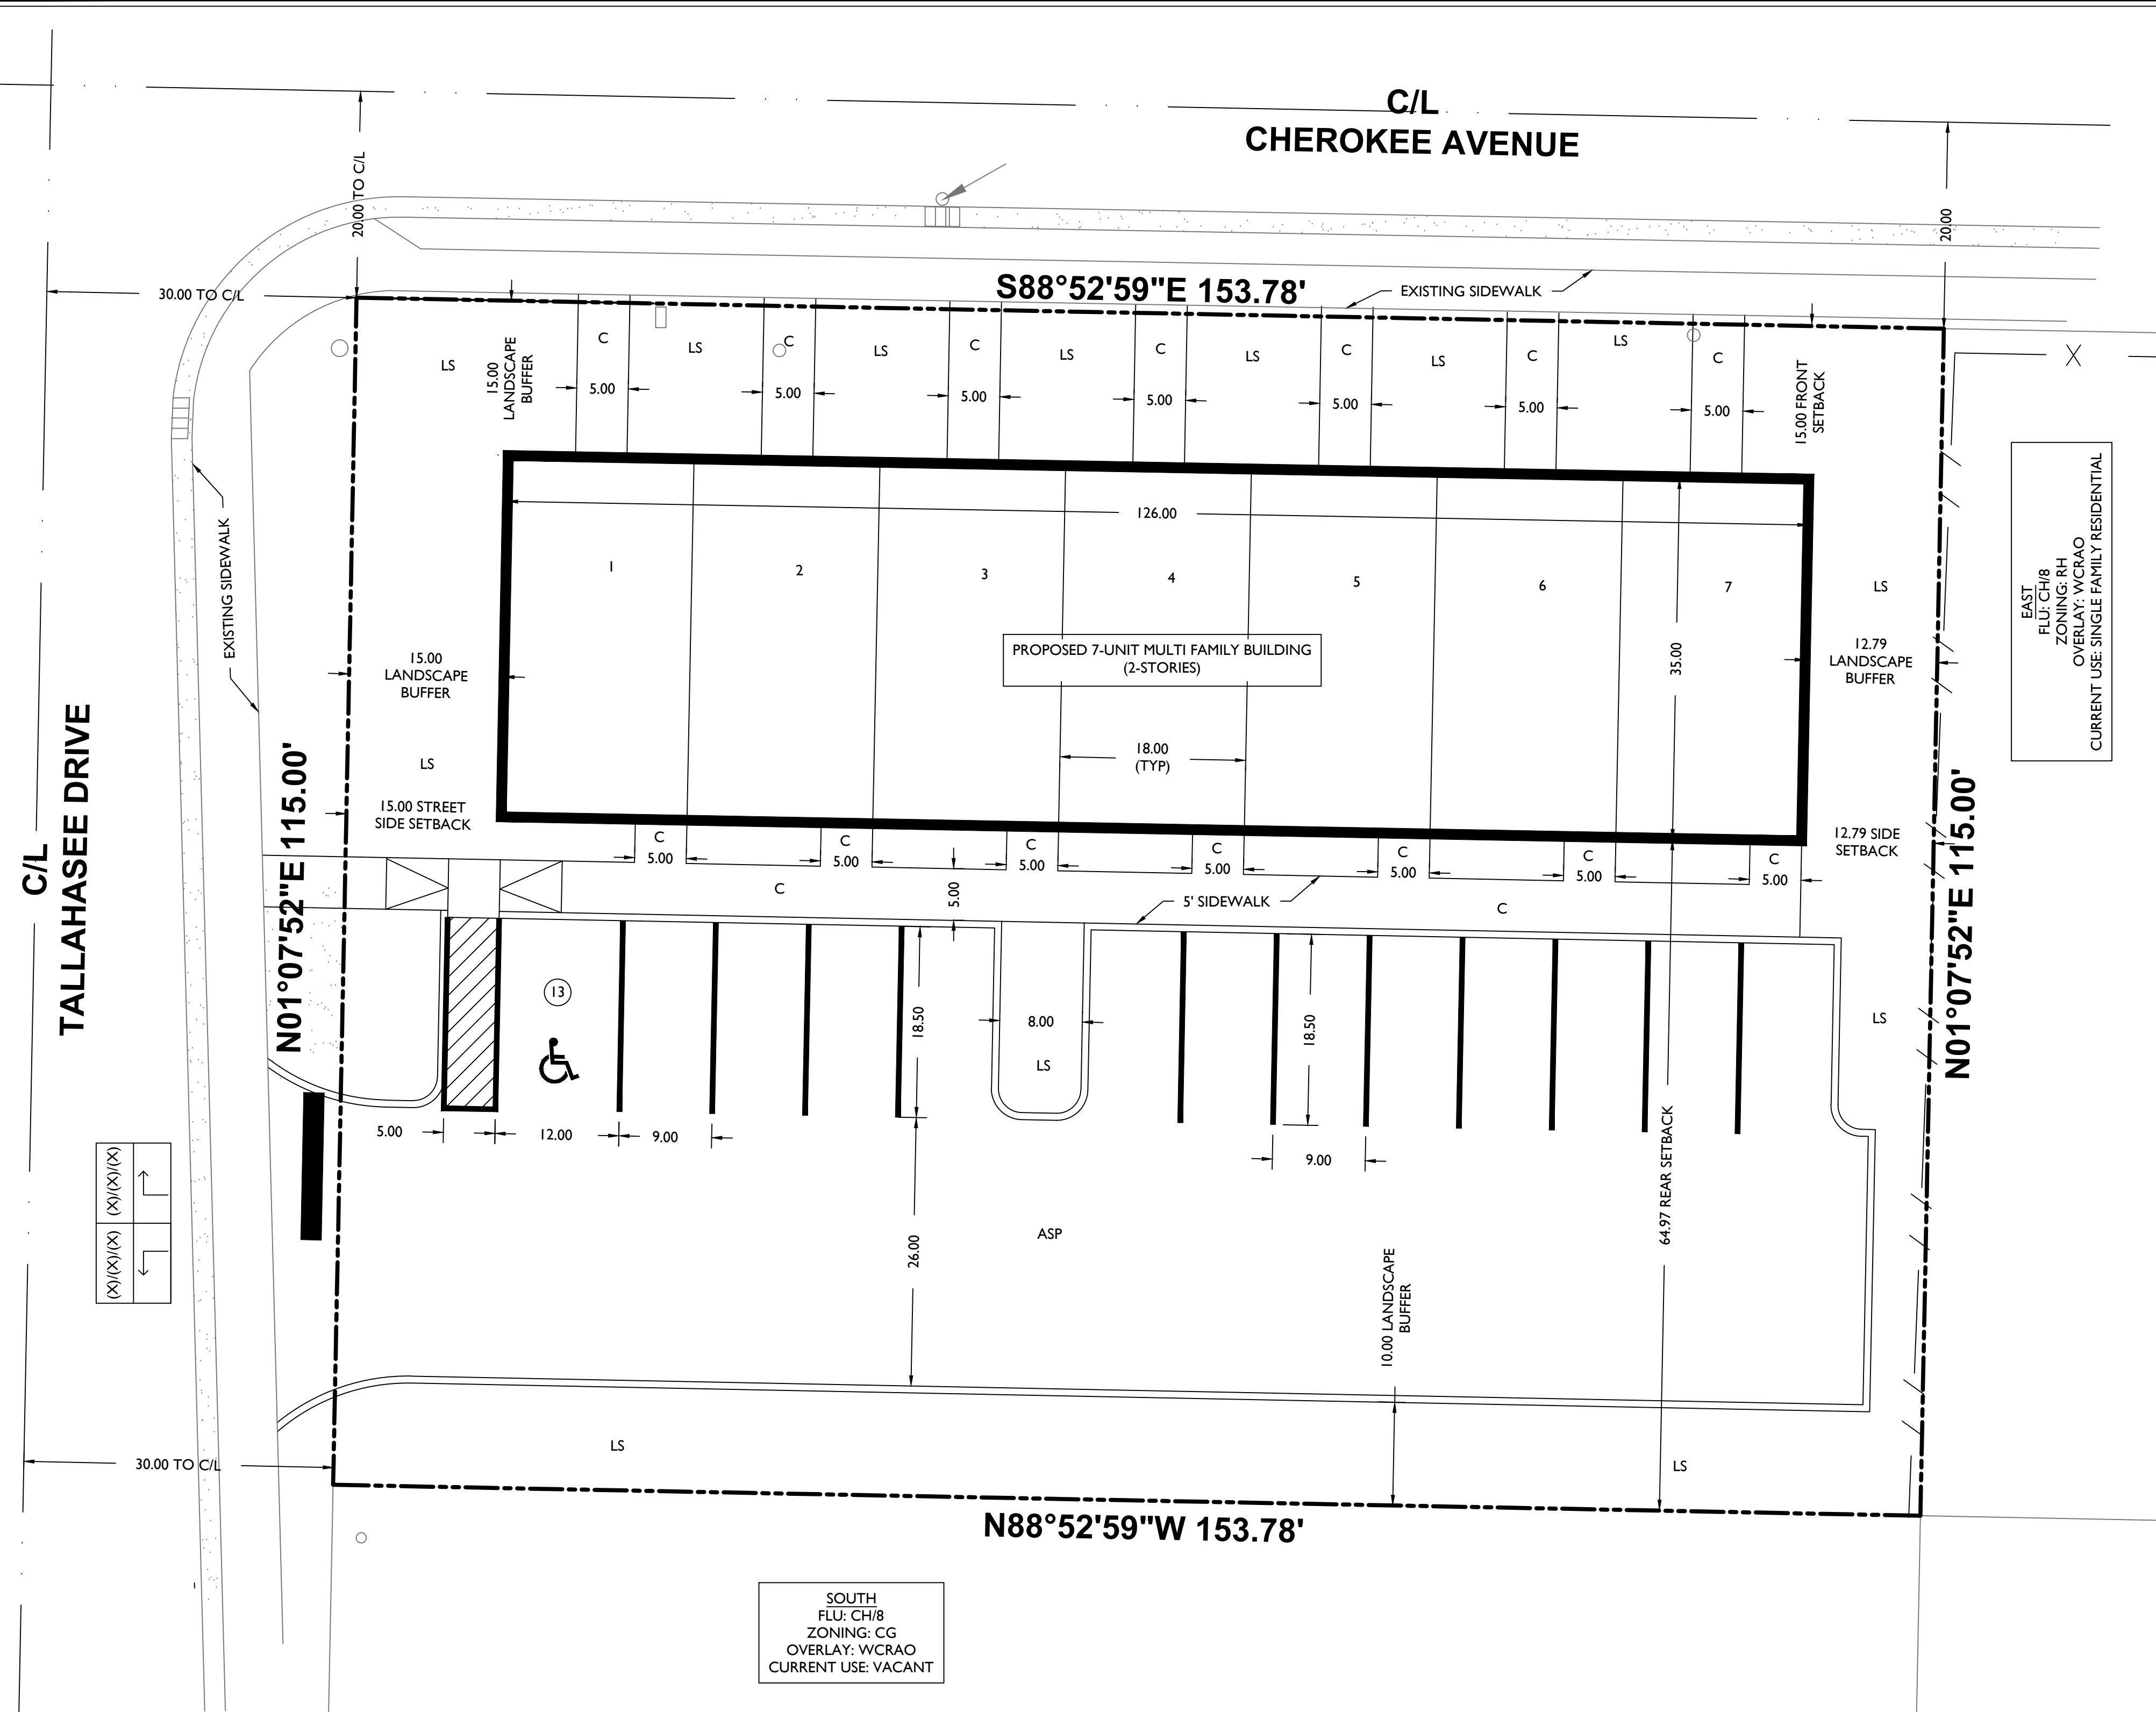 C/L
CHEROKEE AVENUE
20.00 TO C/L
20.00
30.00 TO C/L
S88°52'59"E 153.78'
EXISTING SIDEWALK
LS
15.00
LANDSCAPE
BUFFER
C
LS
C
LS
C
LS
C
LS
C
LS
C
LS
C
5.00
5.00
5.00
5.00
5.00
5.00
5.00
15.00 FRONT
SETBACK
X
EAST
FLU: CH/8
ZONING: RH
OVERLAY: WCRAO
CURRENT USE: SINGLE FAMILY RESIDENTIAL
EXISTING SIDEWALK
126.00
1
2
3
4
5
6
7
LS
PROPOSED 7-UNIT MULTI FAMILY BUILDING
(2-STORIES)
35.00
15.00
LANDSCAPE
BUFFER
12.79
LANDSCAPE
BUFFER
18.00
(TYP)
LS
15.00 STREET
SIDE SETBACK
12.79 SIDE
SETBACK
C/L
TALLAHASEE DRIVE
N01°07'52"E 115.00'
N01°07'52"E 115.00'
C
5.00
C
5.00
C
5.00
C
5.00
C
5.00
C
5.00
C
5.00
C
5.00
5' SIDEWALK
C
13
18.50
8.00
LS
18.50
LS
5.00
12.00
9.00
9.00
(X)/(X)/(X)
(X)/(X)/(X)
26.00
ASP
64.97 REAR SETBACK
10.00 LANDSCAPE
BUFFER
LS
LS
30.00 TO C/L
N88°52'59"W 153.78'
SOUTH
FLU: CH/8
ZONING: CG
OVERLAY: WCRAO
CURRENT USE: VACANT